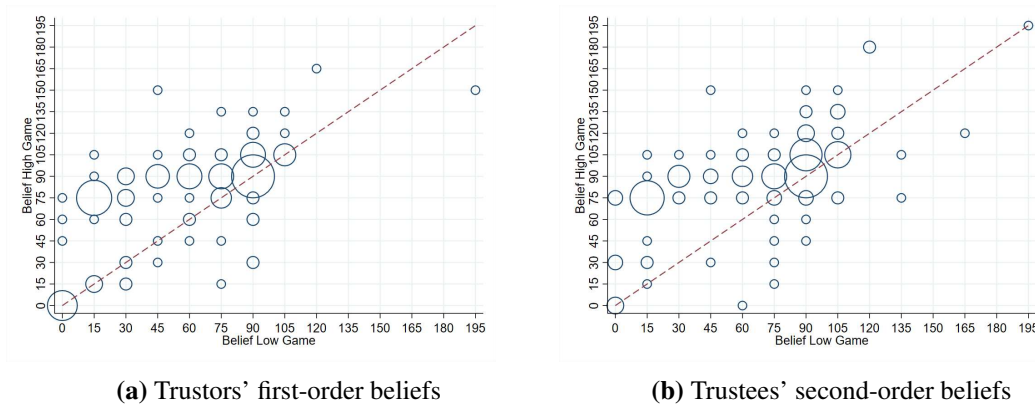 Belief High Game
0 15 30 45 60 75 90 105 120 135 150 165 180 195
0 15 30 45 60 75 90 105 120 135 150 165 195
Belief Low Game
(a) Trustors’ first-order beliefs
Belief High Game
0 15 30 45 60 75 90 105 120 135 150 165 180 195
0 15 30 45 60 75 90 105 120 135 165 195
Belief Low Game
(b) Trustees’ second-order beliefs